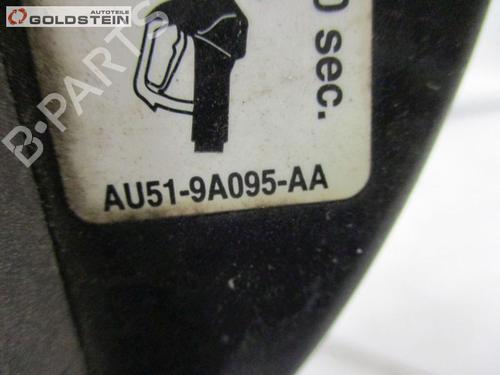 AUTOTEILE
GOLDSTEIN
B-PARTS
0 sec.
AU51-9A095-AA